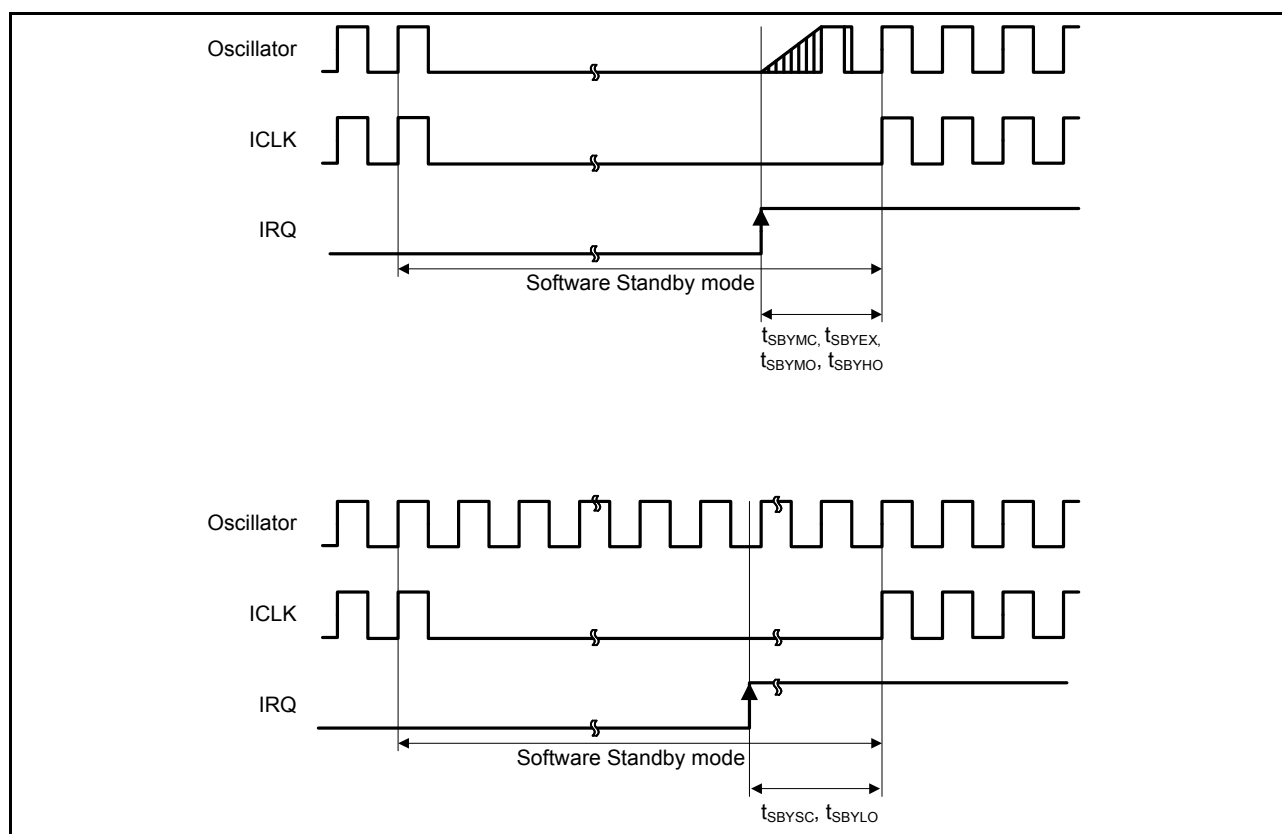 Oscillator
ICLK
IRQ
Software Standby mode
tSBYMC, tSBYEX,
tSBYMO, tSBYHO
Oscillator
ICLK
IRQ
Software Standby mode
tSBYSC, tSBYLO